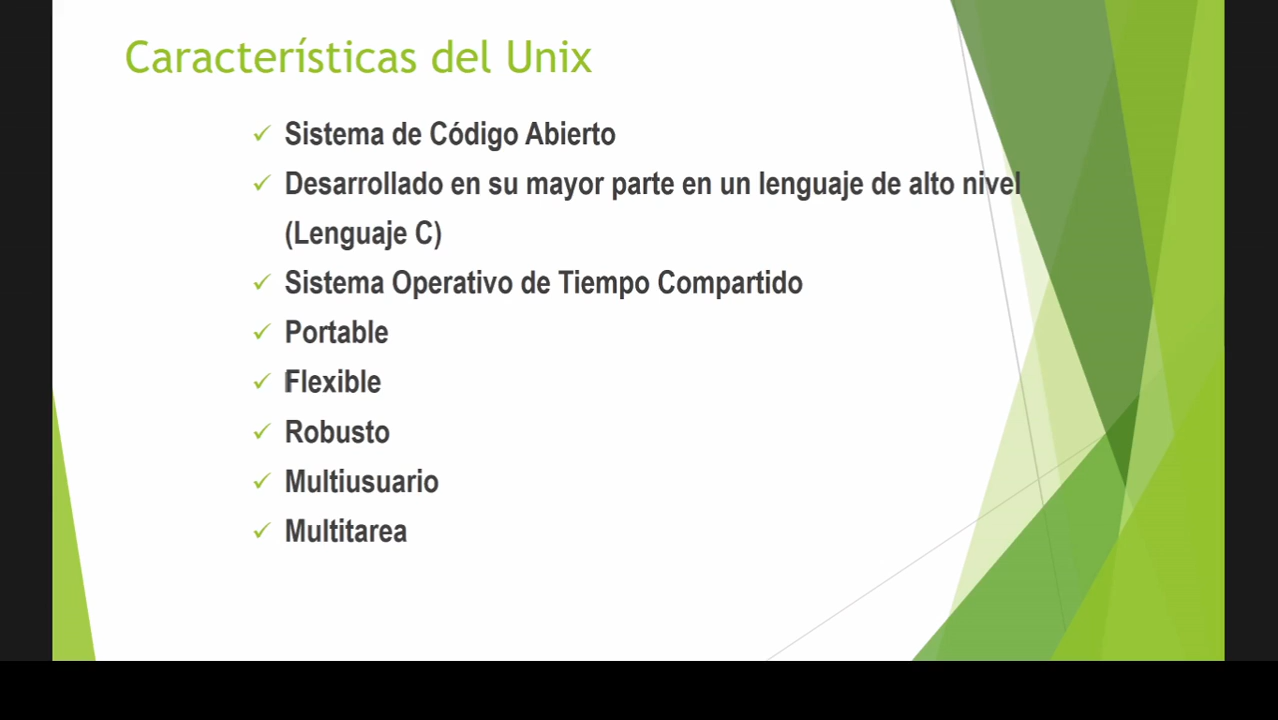 Características del Unix
Sistema de Código Abierto
Desarrollado en su mayor parte en un lenguaje de alto nivel
(Lenguaje C)
Sistema Operativo de Tiempo Compartido
Portable
Flexible
Robusto
Multiusuario
Multitarea